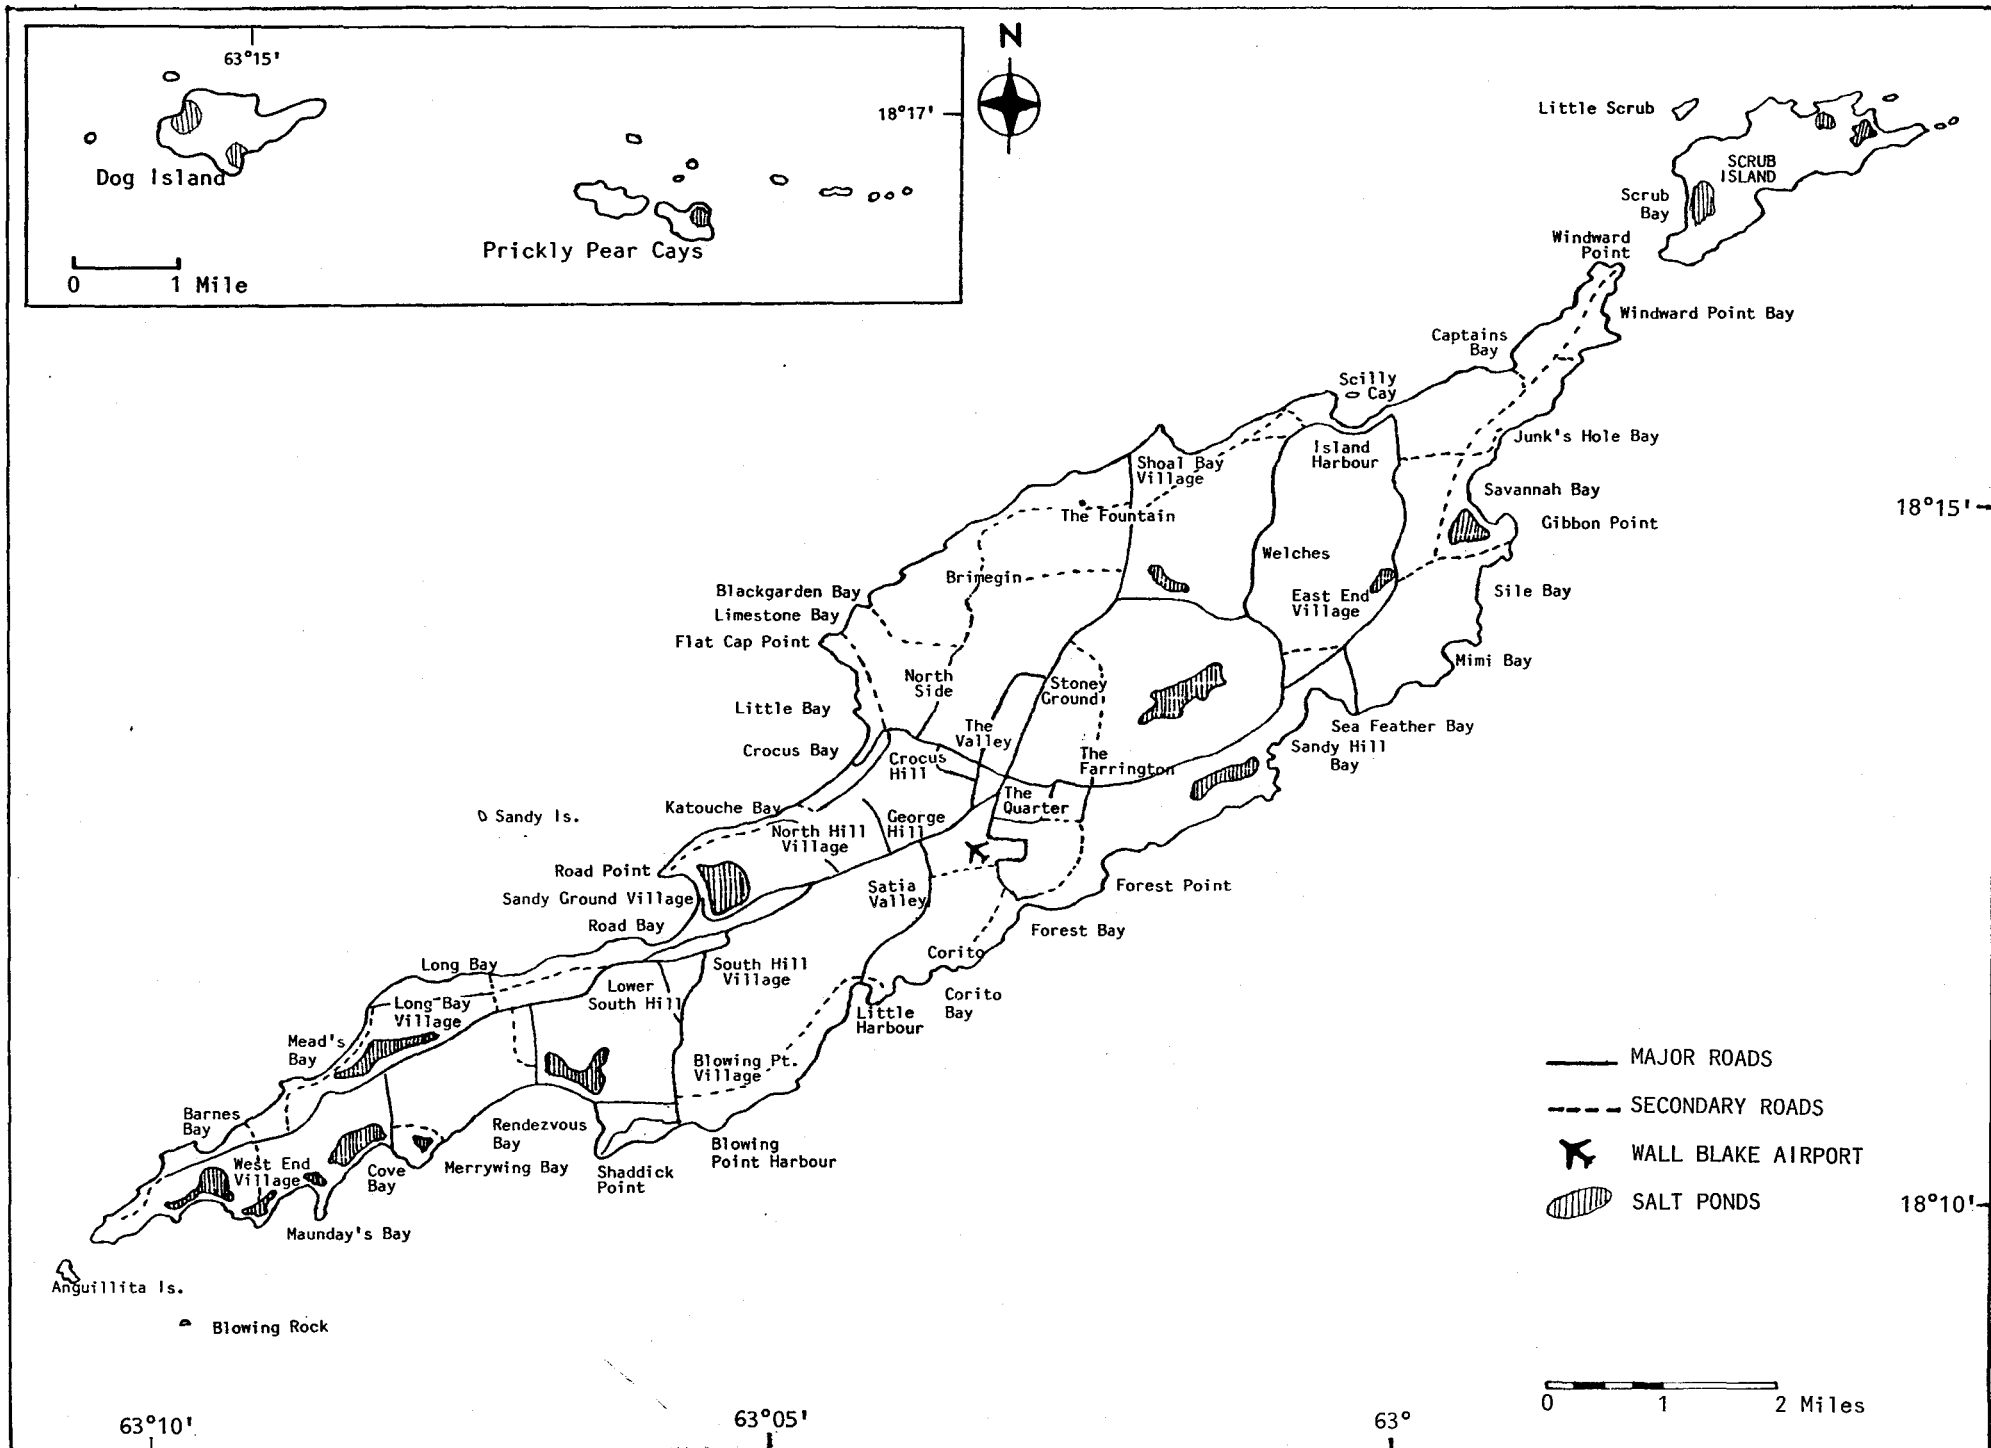 63°15'
18°17'
Dog Island
Prickly Pear Cays
0 1 Mile
N
Little Scrub
SCRUB
ISLAND
Scrub
Bay
Windward
Point
Windward Point Bay
Captains
Bay
Scilly
Cay
Island
Harbour
Junk's Hole Bay
Shoal Bay
Village
Savannah Bay
18°15'
The Fountain
Gibbon Point
Welches
Brimegin
Blackgarden Bay
Limestone Bay
Flat Cap Point
East End
Village
Sile Bay
Mimi Bay
North
Side
Stoney
Ground
Little Bay
The
Valley
Sea Feather Bay
Crocus Bay
Crocus
Hill
The
Farrington
Sandy Hill
Bay
The
Quarter
Katouche Bay
Sandy Is.
George
Hill
North Hill
Village
Road Point
Sandy Ground Village
Satia
Valley
Forest Point
Road Bay
Forest Bay
Corito
Long Bay
South Hill
Village
Lower
South Hill
Corito
Bay
Long Bay
Village
Little
Harbour
Mead's
Bay
Blowing Pt.
Village
MAJOR ROADS
SECONDARY ROADS
WALL BLAKE AIRPORT
SALT PONDS
Barnes
Bay
Rendezvous
Bay
Blowing
Point Harbour
West End
Village
Cove
Bay
Merrywing Bay
Shaddick
Point
18°10'
Maunday's Bay
Anguillita Is.
Blowing Rock
0 1 2 Miles
63°10'
63°05'
63°